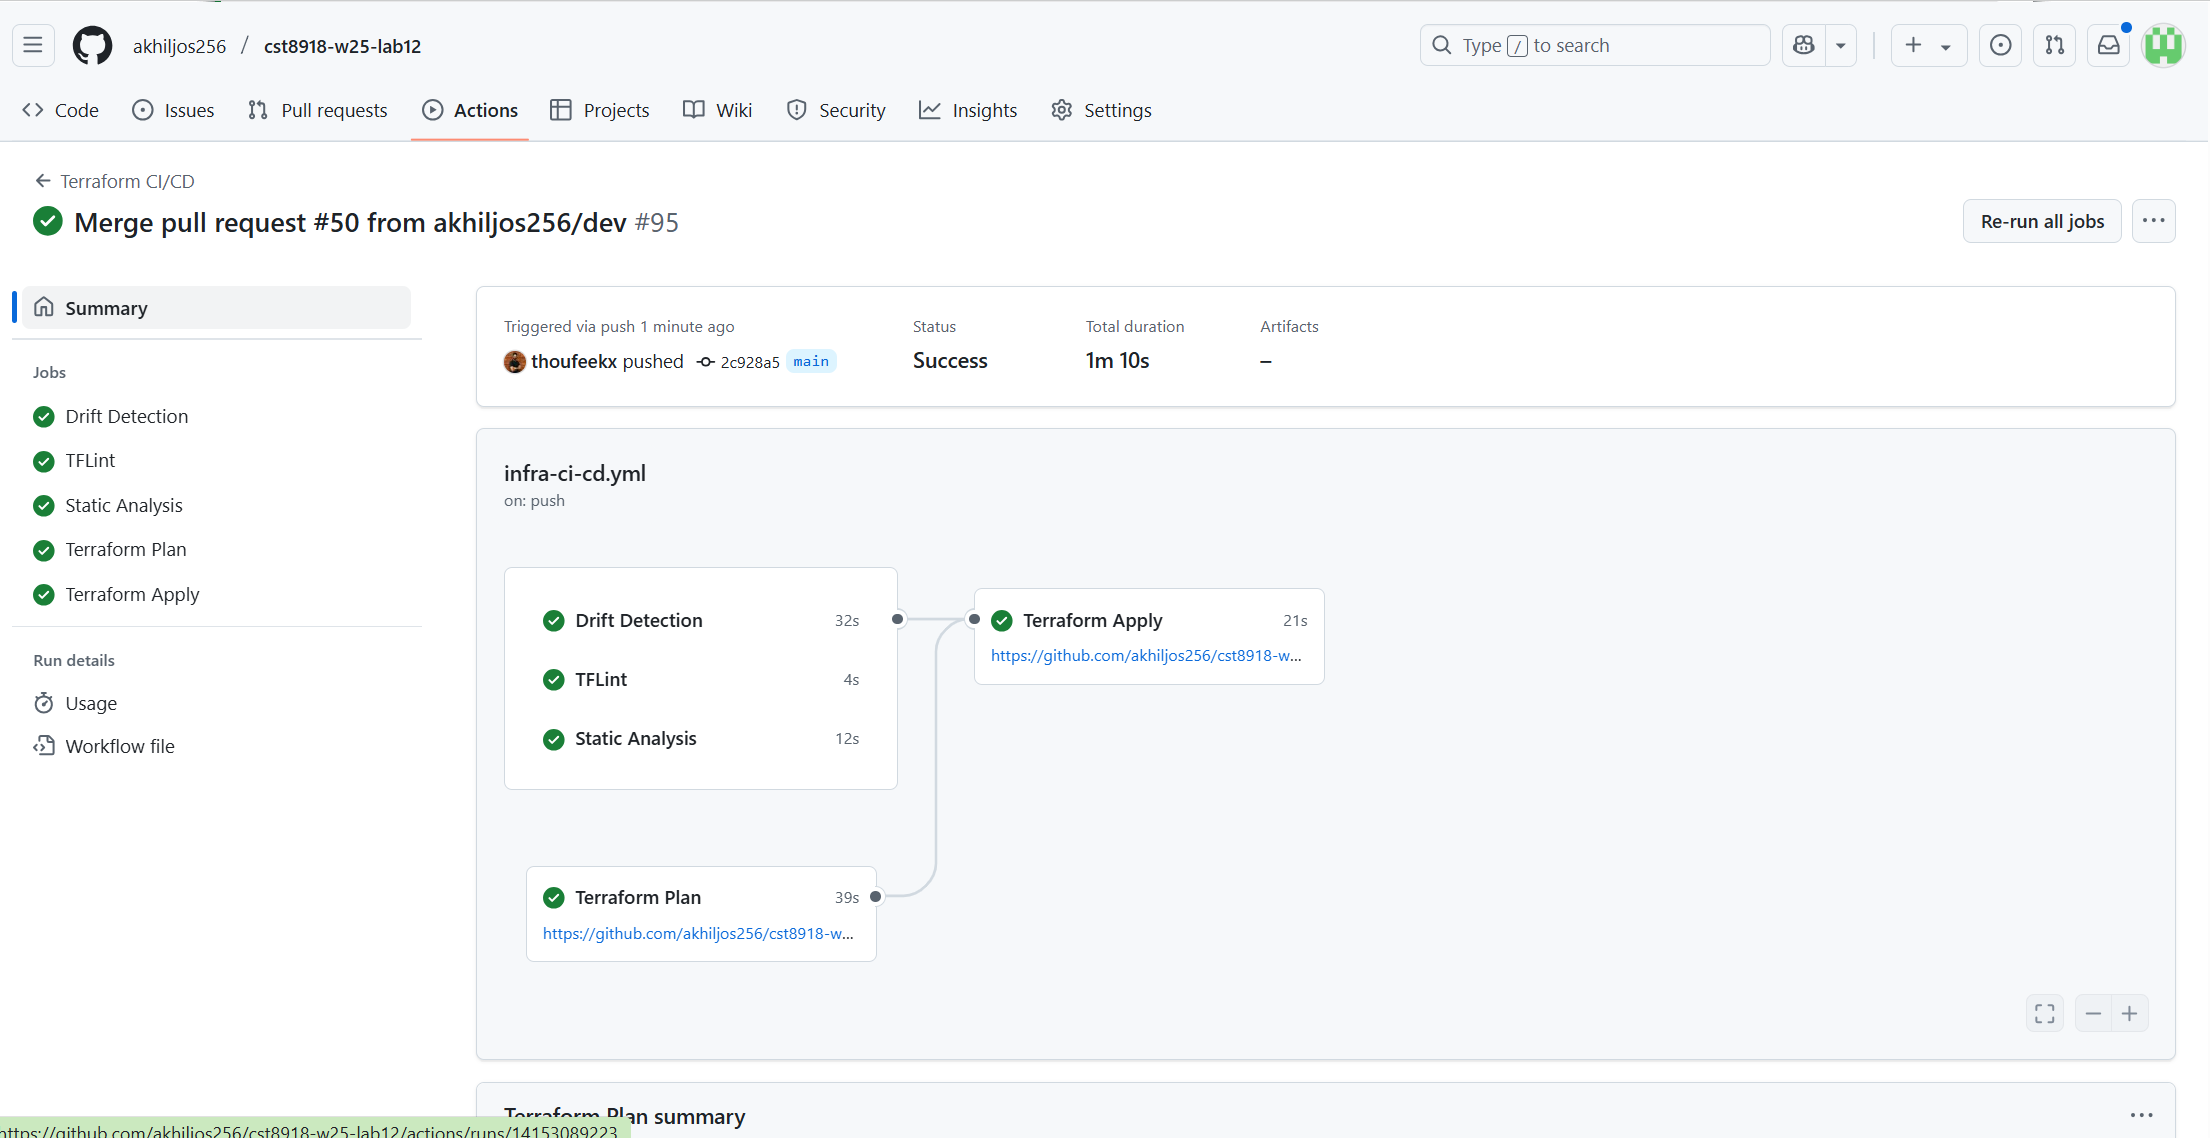 akhiljos256 / cst8918-w25-lab12
Type / to search
Code Issues Pull requests Actions Projects Wiki Security Insights Settings
Terraform CI/CD
Merge pull request #50 from akhiljos256/dev #95
Re-run all jobs
Summary
Jobs
Drift Detection
TFLint
Static Analysis
Terraform Plan
Terraform Apply
Run details
Usage
Workflow file
Triggered via push 1 minute ago
thoufeekx pushed 2c928a5 main
Status
Success
Total duration
1m 10s
Artifacts
–
infra-ci-cd.yml
on: push
Drift Detection 32s
TFLint 4s
Static Analysis 12s
Terraform Apply 21s
https://github.com/akhiljos256/cst8918-w...
Terraform Plan 39s
https://github.com/akhiljos256/cst8918-w...
Terraform Plan summary
https://github.com/akhiljos256/cst8918-w25-lab12/actions/runs/14153089223